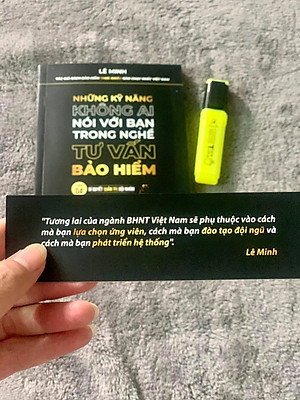 LÊ MINH
NHỮNG KỸ NĂNG
KHÔNG AI
NÓI VỚI BẠN
TRONG NGHỀ
TƯ VẤN
BẢO HIỂM
"Tương lai của ngành BHNT Việt Nam sẽ phụ thuộc vào cách
mà bạn lựa chọn ứng viên, cách mà bạn đào tạo đội ngũ và
cách mà bạn phát triển hệ thống".
Lê Minh